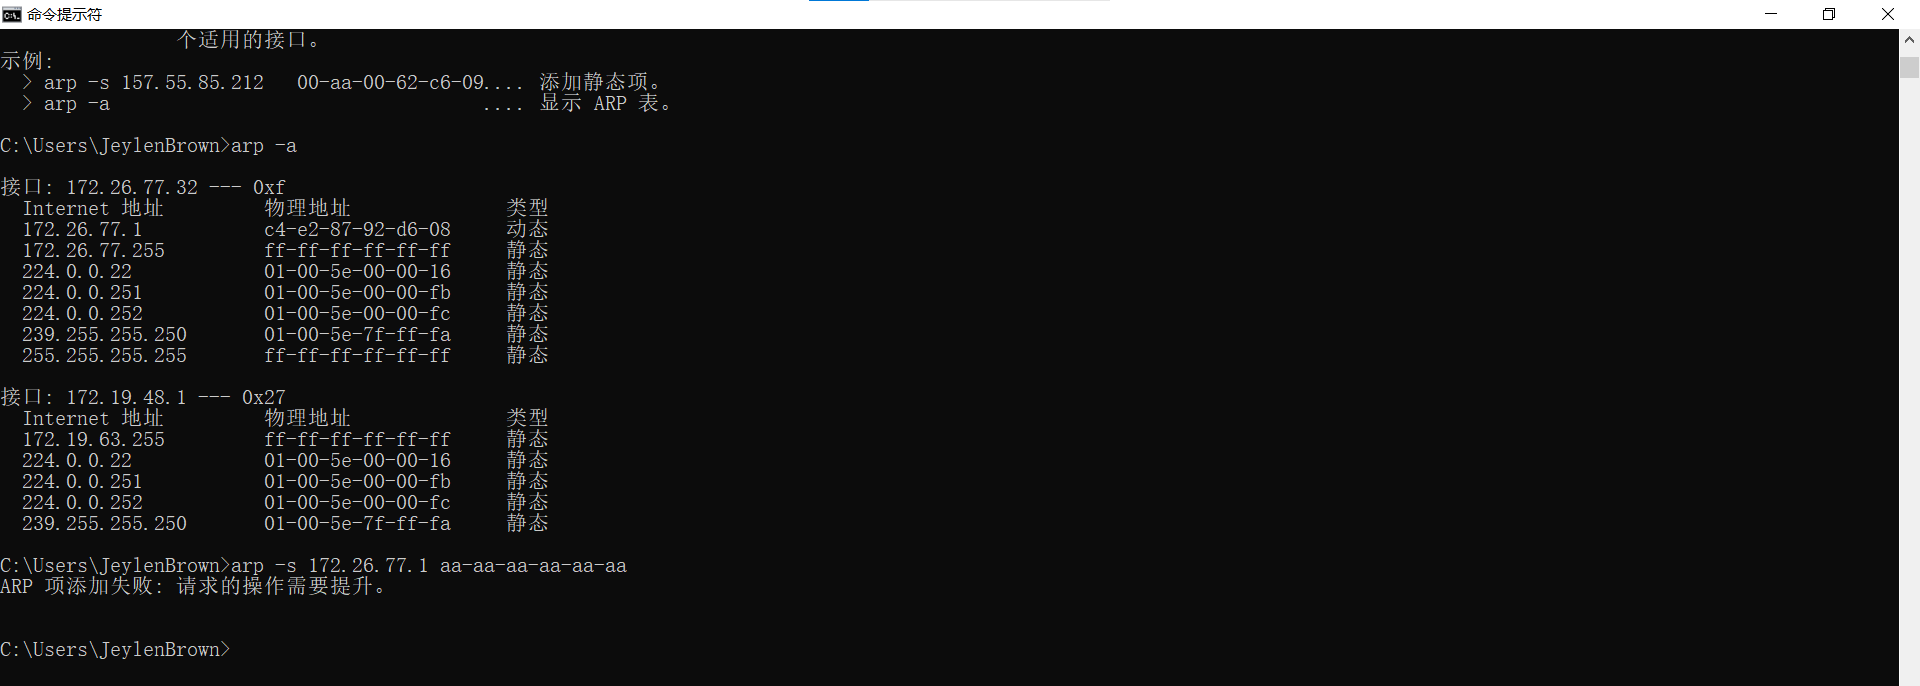 命令提示符
个适用的接口。
示例:
> arp -s 157.55.85.212   00-aa-00-62-c6-09.... 添加静态项。
> arp -a                                  .... 显示 ARP 表。
C:\Users\JeylenBrown>arp -a
接口: 172.26.77.32 --- 0xf
Internet 地址         物理地址              类型
172.26.77.1           c4-e2-87-92-d6-08     动态
172.26.77.255         ff-ff-ff-ff-ff-ff     静态
224.0.0.22            01-00-5e-00-00-16     静态
224.0.0.251           01-00-5e-00-00-fb     静态
224.0.0.252           01-00-5e-00-00-fc     静态
239.255.255.250       01-00-5e-7f-ff-fa     静态
255.255.255.255       ff-ff-ff-ff-ff-ff     静态
接口: 172.19.48.1 --- 0x27
Internet 地址         物理地址              类型
172.19.63.255         ff-ff-ff-ff-ff-ff     静态
224.0.0.22            01-00-5e-00-00-16     静态
224.0.0.251           01-00-5e-00-00-fb     静态
224.0.0.252           01-00-5e-00-00-fc     静态
239.255.255.250       01-00-5e-7f-ff-fa     静态
C:\Users\JeylenBrown>arp -s 172.26.77.1 aa-aa-aa-aa-aa-aa
ARP 项添加失败: 请求的操作需要提升。
C:\Users\JeylenBrown>